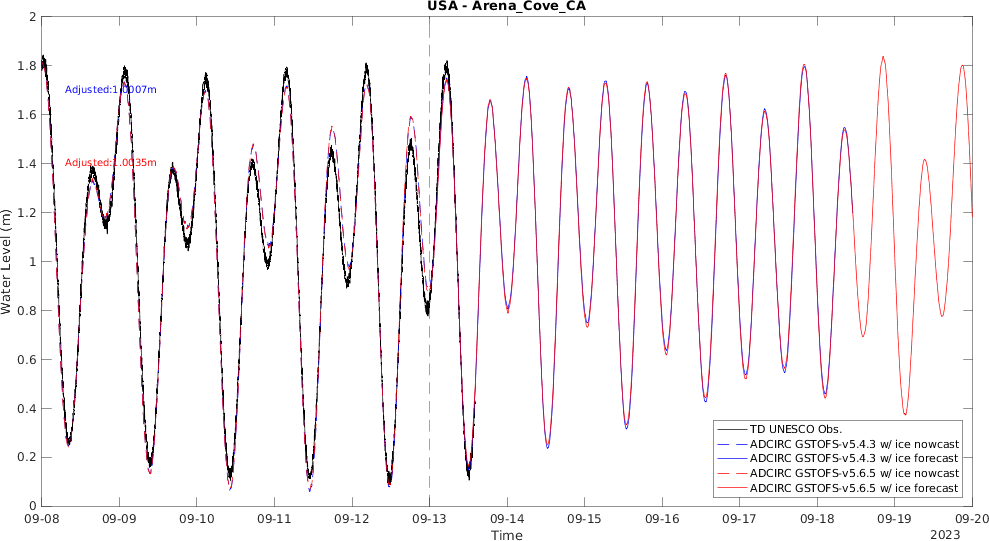 USA - Arena_Cove_CA
2
1.8
1.6
1.4
1.2
1
0.8
0.6
0.4
0.2
0
Water Level (m)
Adjusted:1.0007m
Adjusted:1.0035m
TD UNESCO Obs.
ADCIRC GSTOFS-v5.4.3 w/ ice nowcast
ADCIRC GSTOFS-v5.4.3 w/ ice forecast
ADCIRC GSTOFS-v5.6.5 w/ ice nowcast
ADCIRC GSTOFS-v5.6.5 w/ ice forecast
09-08 09-09 09-10 09-11 09-12 09-13 09-14 09-15 09-16 09-17 09-18 09-19 09-20
Time
2023